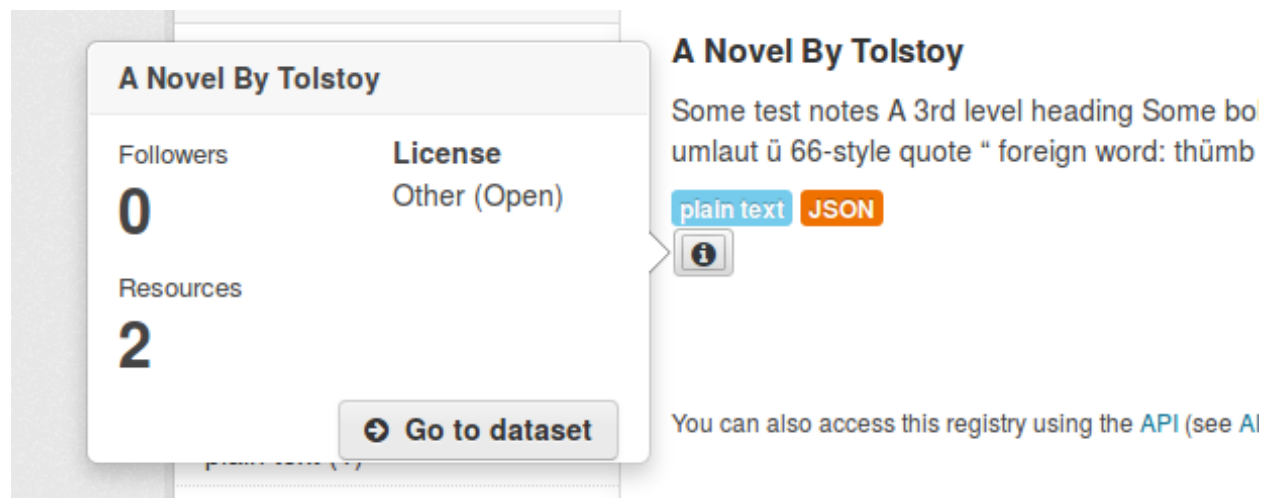 A Novel By Tolstoy
Followers
0
License
Other (Open)
Resources
2
Go to dataset
A Novel By Tolstoy
Some test notes A 3rd level heading Some
umlaut ü 66-style quote “ foreign word: thümb
plain text JSON
You can also access this registry using the API (see